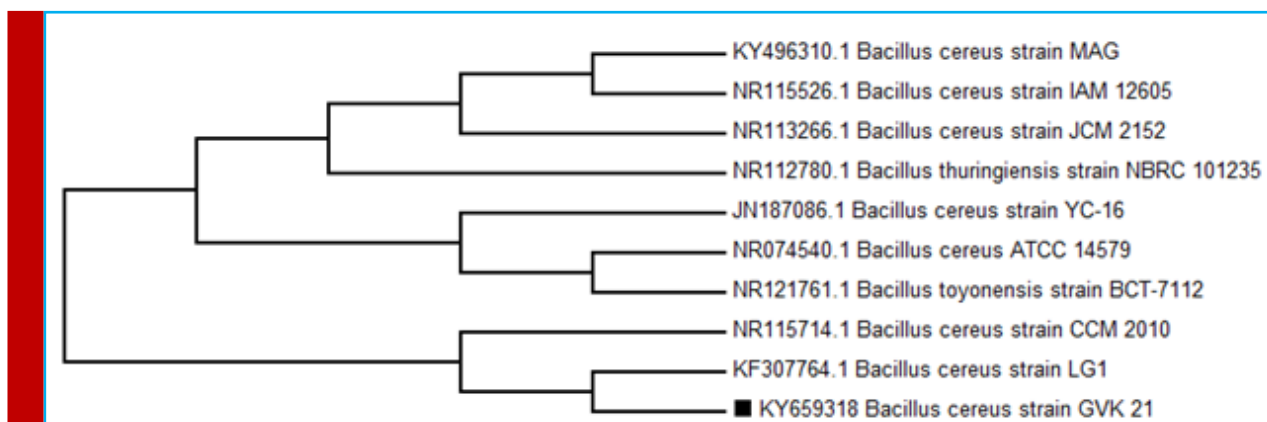 KY496310.1 Bacillus cereus strain MAG
NR115526.1 Bacillus cereus strain IAM 12605
NR113266.1 Bacillus cereus strain JCM 2152
NR112780.1 Bacillus thuringiensis strain NBRC 101235
JN187086.1 Bacillus cereus strain YC-16
NR074540.1 Bacillus cereus ATCC 14579
NR121761.1 Bacillus toyonensis strain BCT-7112
NR115714.1 Bacillus cereus strain CCM 2010
KF307764.1 Bacillus cereus strain LG1
KY659318 Bacillus cereus strain GVK 21